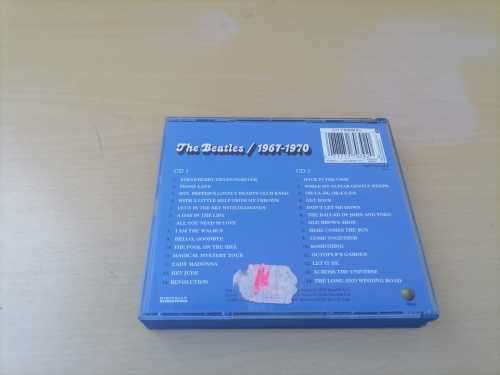 The Beatles / 1967-1970
CD 1
STRAWBERRY FIELDS FOREVER
PENNY LANE
SGT. PEPPER'S LONELY HEARTS CLUB BAND
WITH A LITTLE HELP FROM MY FRIENDS
LUCY IN THE SKY WITH DIAMONDS
A DAY IN THE LIFE
ALL YOU NEED IS LOVE
I AM THE WALRUS
HELLO, GOODBYE
THE FOOL ON THE HILL
MAGICAL MYSTERY TOUR
LADY MADONNA
HEY JUDE
REVOLUTION
CD 2
BACK IN THE USSR
WHILE MY GUITAR GENTLY WEEPS
OB-LA-DI, OB-LA-DA
GET BACK
DON'T LET ME DOWN
THE BALLAD OF JOHN AND YOKO
OLD BROWN SHOE
HERE COMES THE SUN
COME TOGETHER
SOMETHING
OCTOPUS'S GARDEN
LET IT BE
ACROSS THE UNIVERSE
THE LONG AND WINDING ROAD